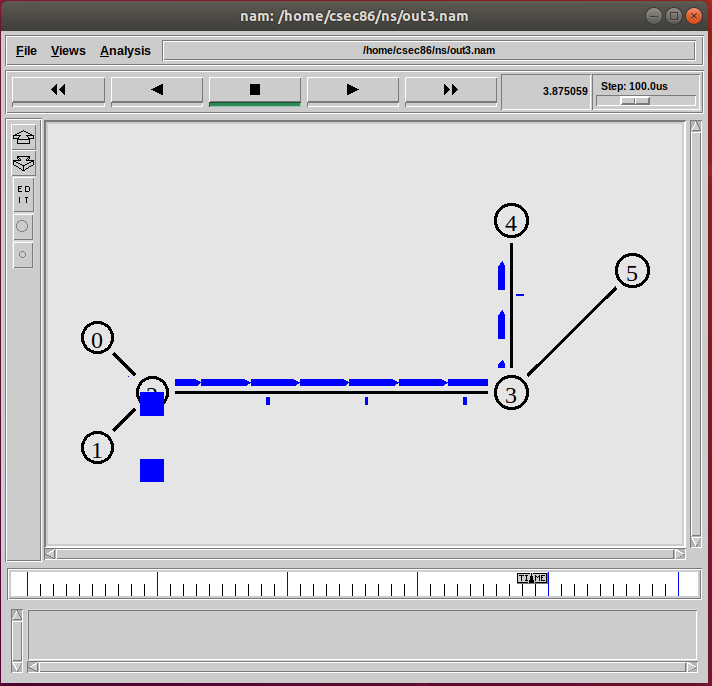 nam: /home/csec86/ns/out3.nam
File Views Analysis /home/csec86/ns/out3.nam
3.875059 Step: 100.0us
E D
I T
4
5
0
3
1
TIME